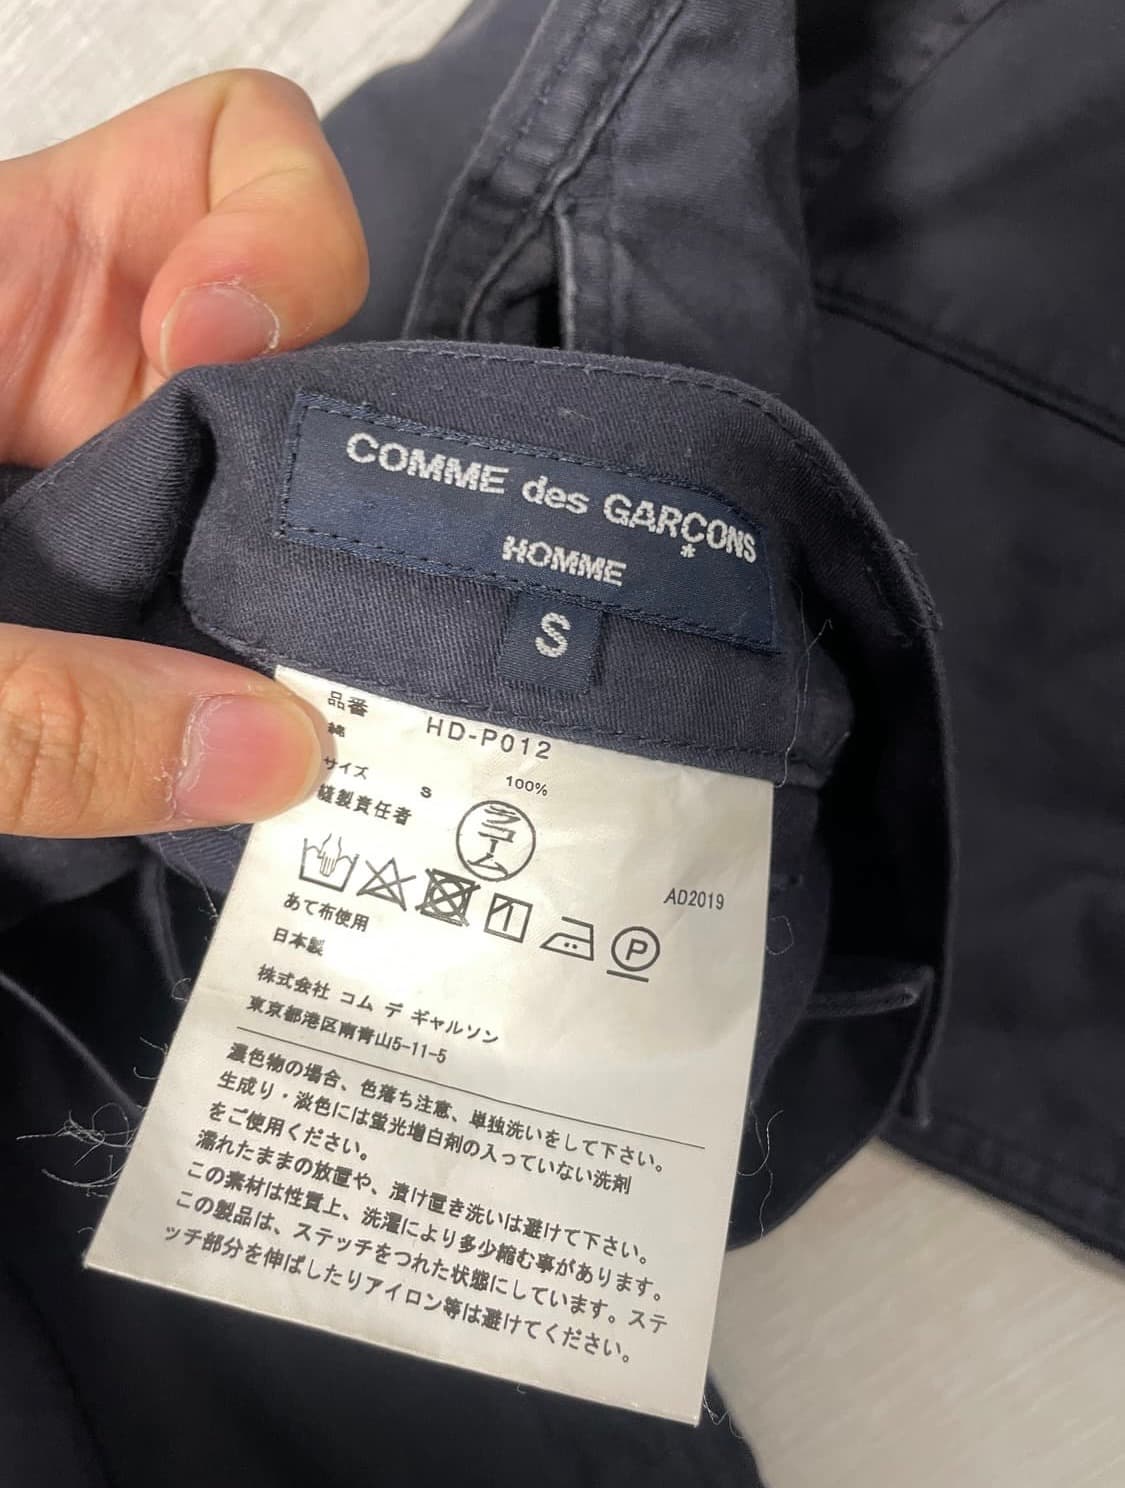 COMME des GARÇONS
HOMME
S
品番 HD-P012
綿 100%
サイズ S
縫製責任者 ラコーム
AD2019
P
あて布使用
日本製
株式会社 コム デ ギャルソン
東京都港区南青山5-11-5
濃色物の場合、色落ち注意、単独洗いをして下さい。
生成り・淡色には蛍光増白剤の入っていない洗剤
をご使用ください。
濡れたままの放置や、漬け置き洗いは避けて下さい。
この素材は性質上、洗濯により多少縮む事があります。
この製品は、ステッチをつれた状態にしています。ステ
ッチ部分を伸ばしたりアイロン等は避けてください。